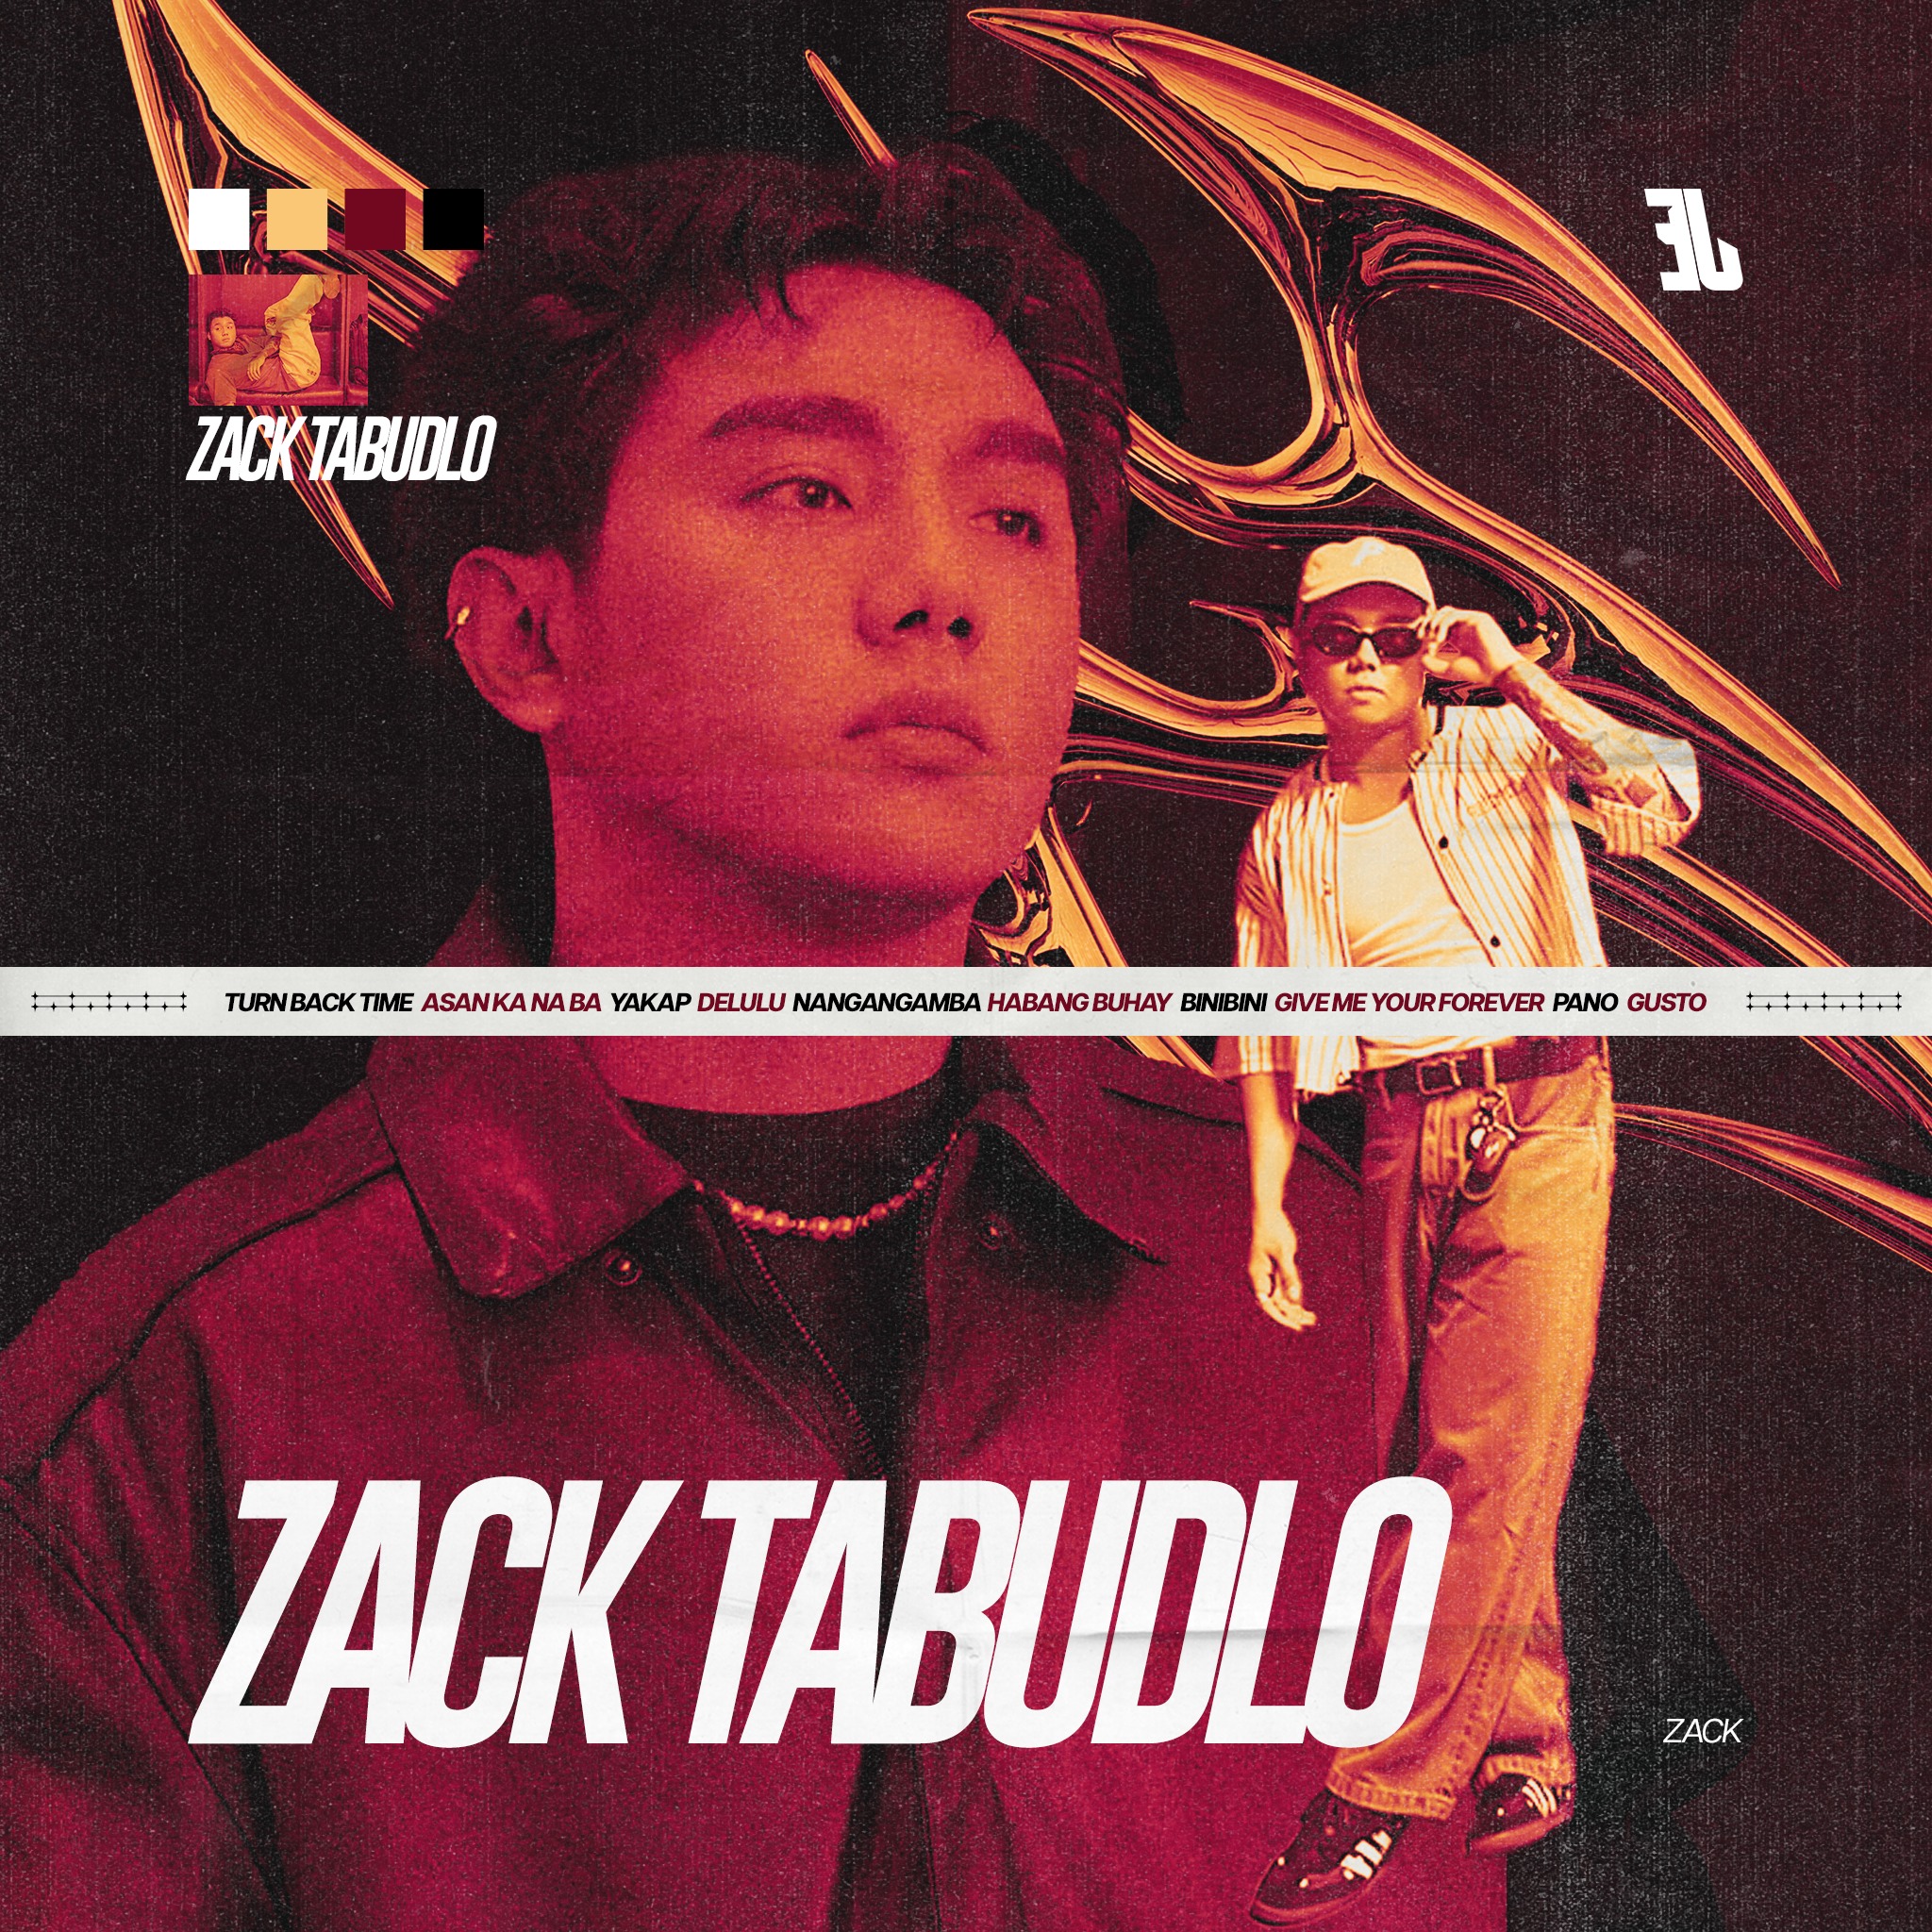 ZACK TABUDLO
TURN BACK TIME ASAN KA NA BA YAKAP DELULU NANGANGAMBA HABANG BUHAY BINIBINI GIVE ME YOUR FOREVER PANO GUSTO
ZACK TABUDLO
ZACK